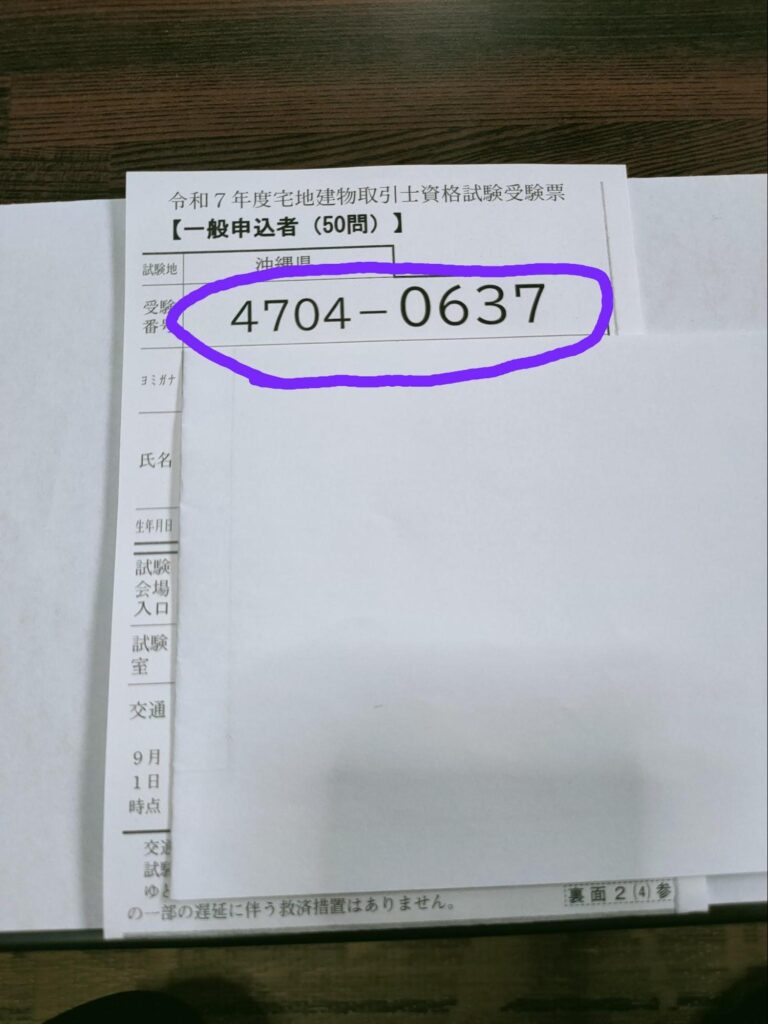 令和7年度宅地建物取引士資格試験受験票
【一般申込者（50問）】
試験地 沖縄県
受験番号 4704-0637
ヨミガナ
氏名
生年月日
試験
会場
入口
試験
室
交通
9月
1日
時点
交通
試験
ゆと
の一部の遅延に伴う救済措置はありません。
裏面2(4)参